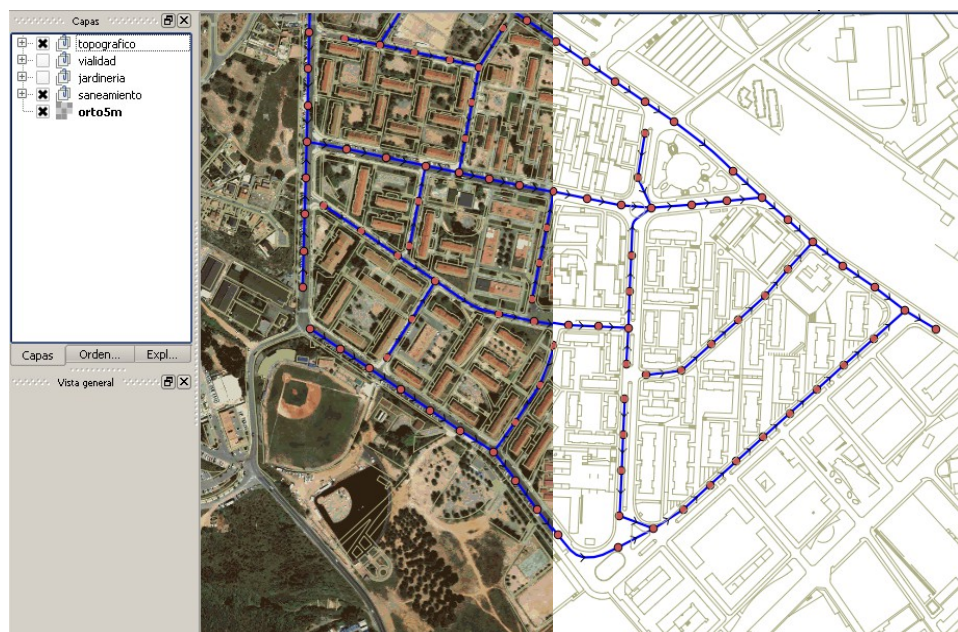 Capas
topografico
vialidad
jardineria
saneamiento
orto5m
Capas
Orden...
Expl...
Vista general